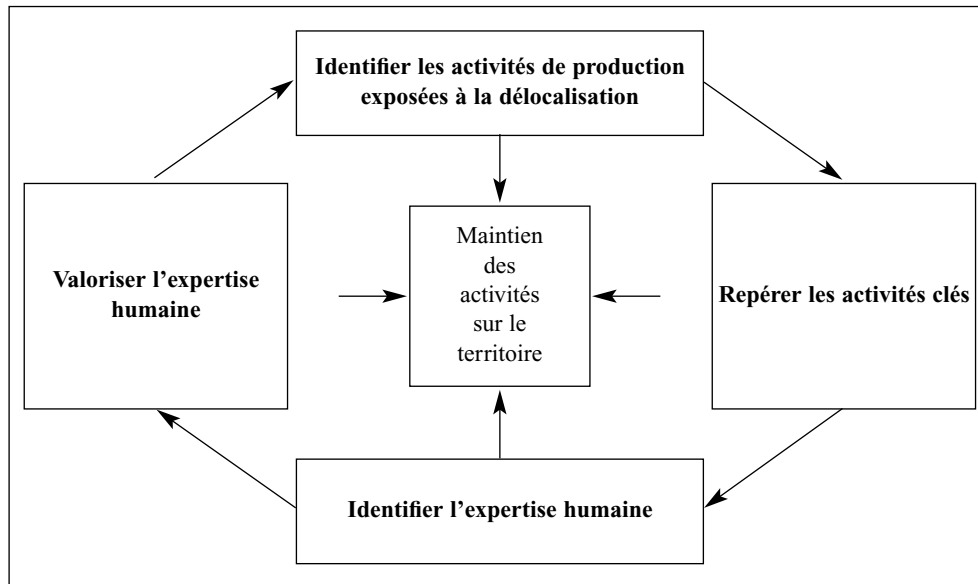 Identifier les activités de production
exposées à la délocalisation
Valoriser l’expertise
humaine
Maintien
des
activités
sur le
territoire
Repérer les activités clés
Identifier l’expertise humaine